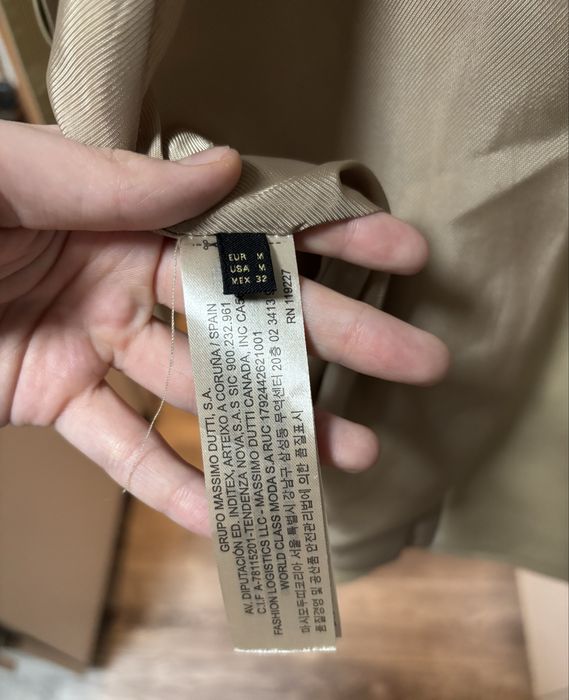 EUR M
USA M
MEX 32
GRUPO MASSIMO DUTTI, S.A.
AV. DIPUTACIÓN ED. INDITEX, ARTEIXO A CORUÑA / SPAIN
C.I.F A-78115201-TENDENZA NOVA,S.A.S SIC 900.232.961
FASHION LOGISTICS LLC - MASSIMO DUTTI CANADA, INC CA5
WORLD CLASS MODA S.A RUC 1792442621001
마시모두띠코리아 서울 특별시 강남구 삼성동 무역센터 20층 02 3413
품질경영 및 공산품 안전관리법에 의한 품질표시
RN 119227